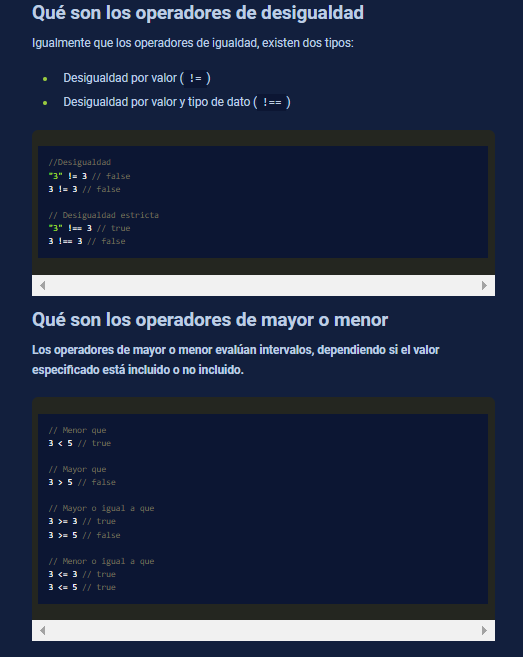 Qué son los operadores de desigualdad
Igualmente que los operadores de igualdad, existen dos tipos:
Desigualdad por valor ( != )
Desigualdad por valor y tipo de dato ( !== )
//Desigualdad
"3" != 3 // false
3 != 3 // false
// Desigualdad estricta
"3" !== 3 // true
3 !== 3 // false
Qué son los operadores de mayor o menor
Los operadores de mayor o menor evalúan intervalos, dependiendo si el valor
especificado está incluido o no incluido.
// Menor que
3 < 5 // true
// Mayor que
3 > 5 // false
// Mayor o igual a que
3 >= 3 // true
3 >= 5 // false
// Menor o igual a que
3 <= 3 // true
3 <= 5 // true